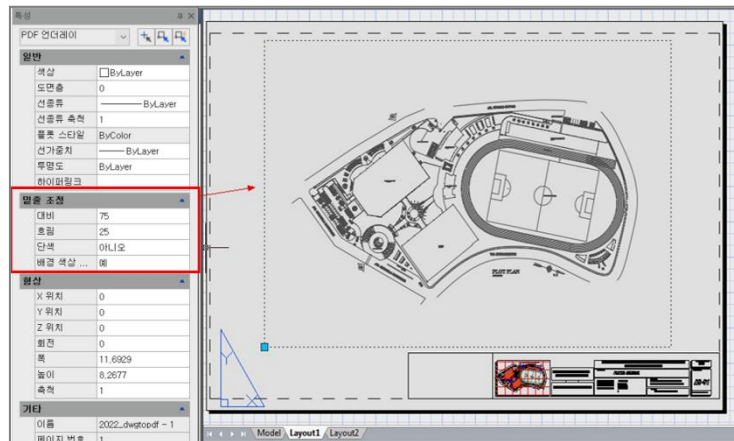 특성
PDF 언더레이
일반
색상 ByLayer
도면층 0
선종류 ByLayer
선종류 축척 1
플롯 스타일 ByColor
선가중치 ByLayer
투명도 ByLayer
하이퍼링크
밑줄 조정
대비 75
흐림 25
단색 아니오
배경 색상 ... 예
형상
X 위치 0
Y 위치 0
Z 위치 0
회전 0
폭 11,6929
높이 8,2677
축척 1
기타
이름 2022_dwgtopdf - 1
페이지 번호 1
PLOT PLAN
Y
X
Model Layout1 Layout2